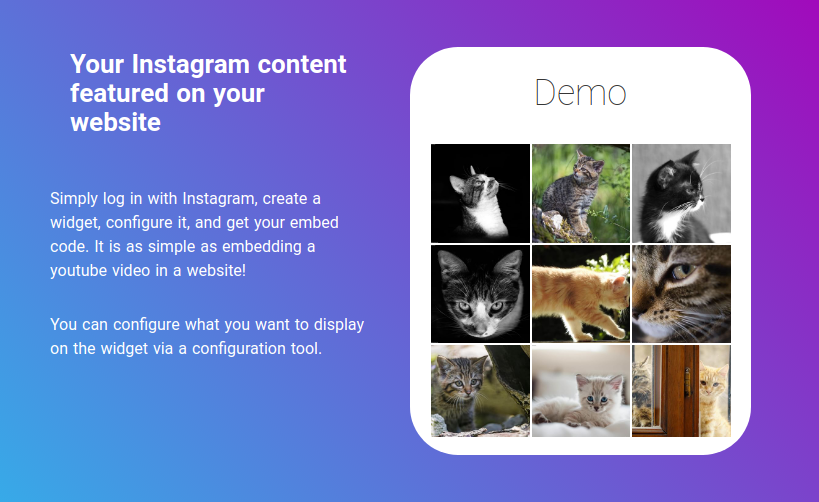 Your Instagram content
featured on your
website
Simply log in with Instagram, create a
widget, configure it, and get your embed
code. It is as simple as embedding a
youtube video in a website!
You can configure what you want to display
on the widget via a configuration tool.
Demo